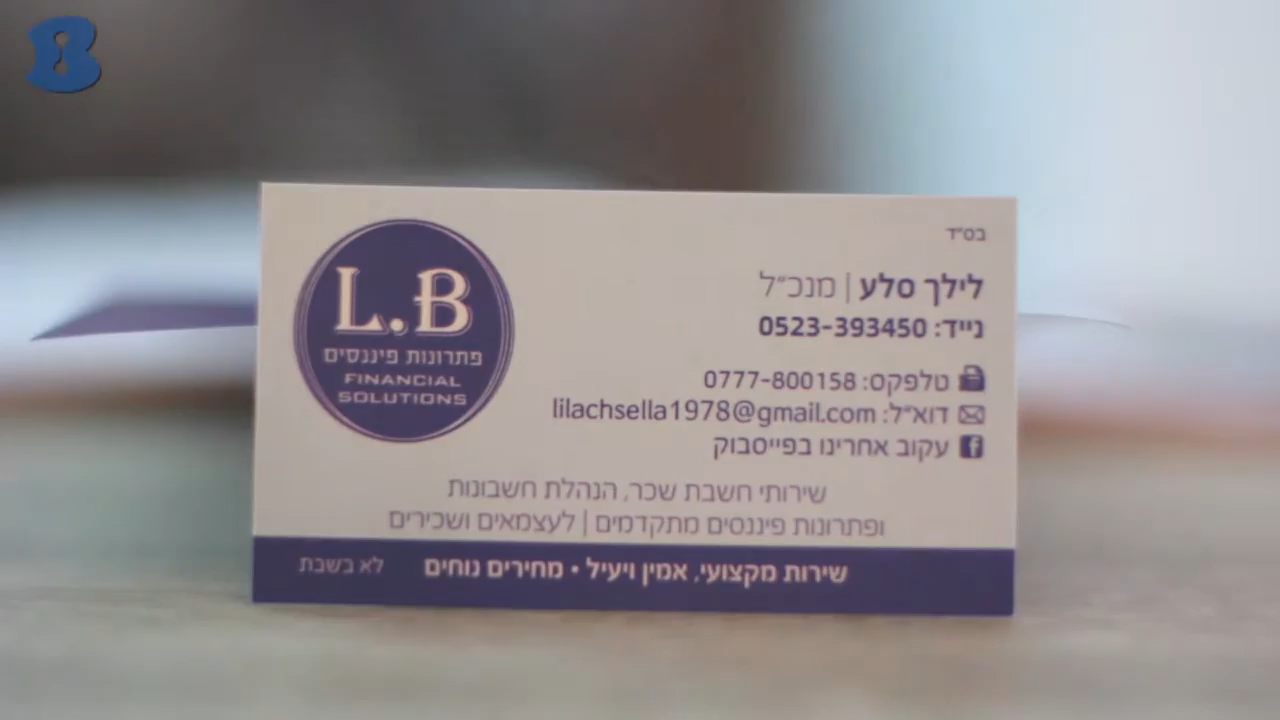 B
בס״ד
לילך סלע | מנכ״ל
נייד: 0523-393450
טלפקס: 0777-800158
דוא״ל: lilachsella1978@gmail.com
עקוב אחרינו בפייסבוק
L.B
פתרונות פיננסים
FINANCIAL
SOLUTIONS
שירותי חשבת שכר, הנהלת חשבונות
ופתרונות פיננסים מתקדמים | לעצמאים ושכירים
שירות מקצועי, אמין ויעיל • מחירים נוחים
לא בשבת